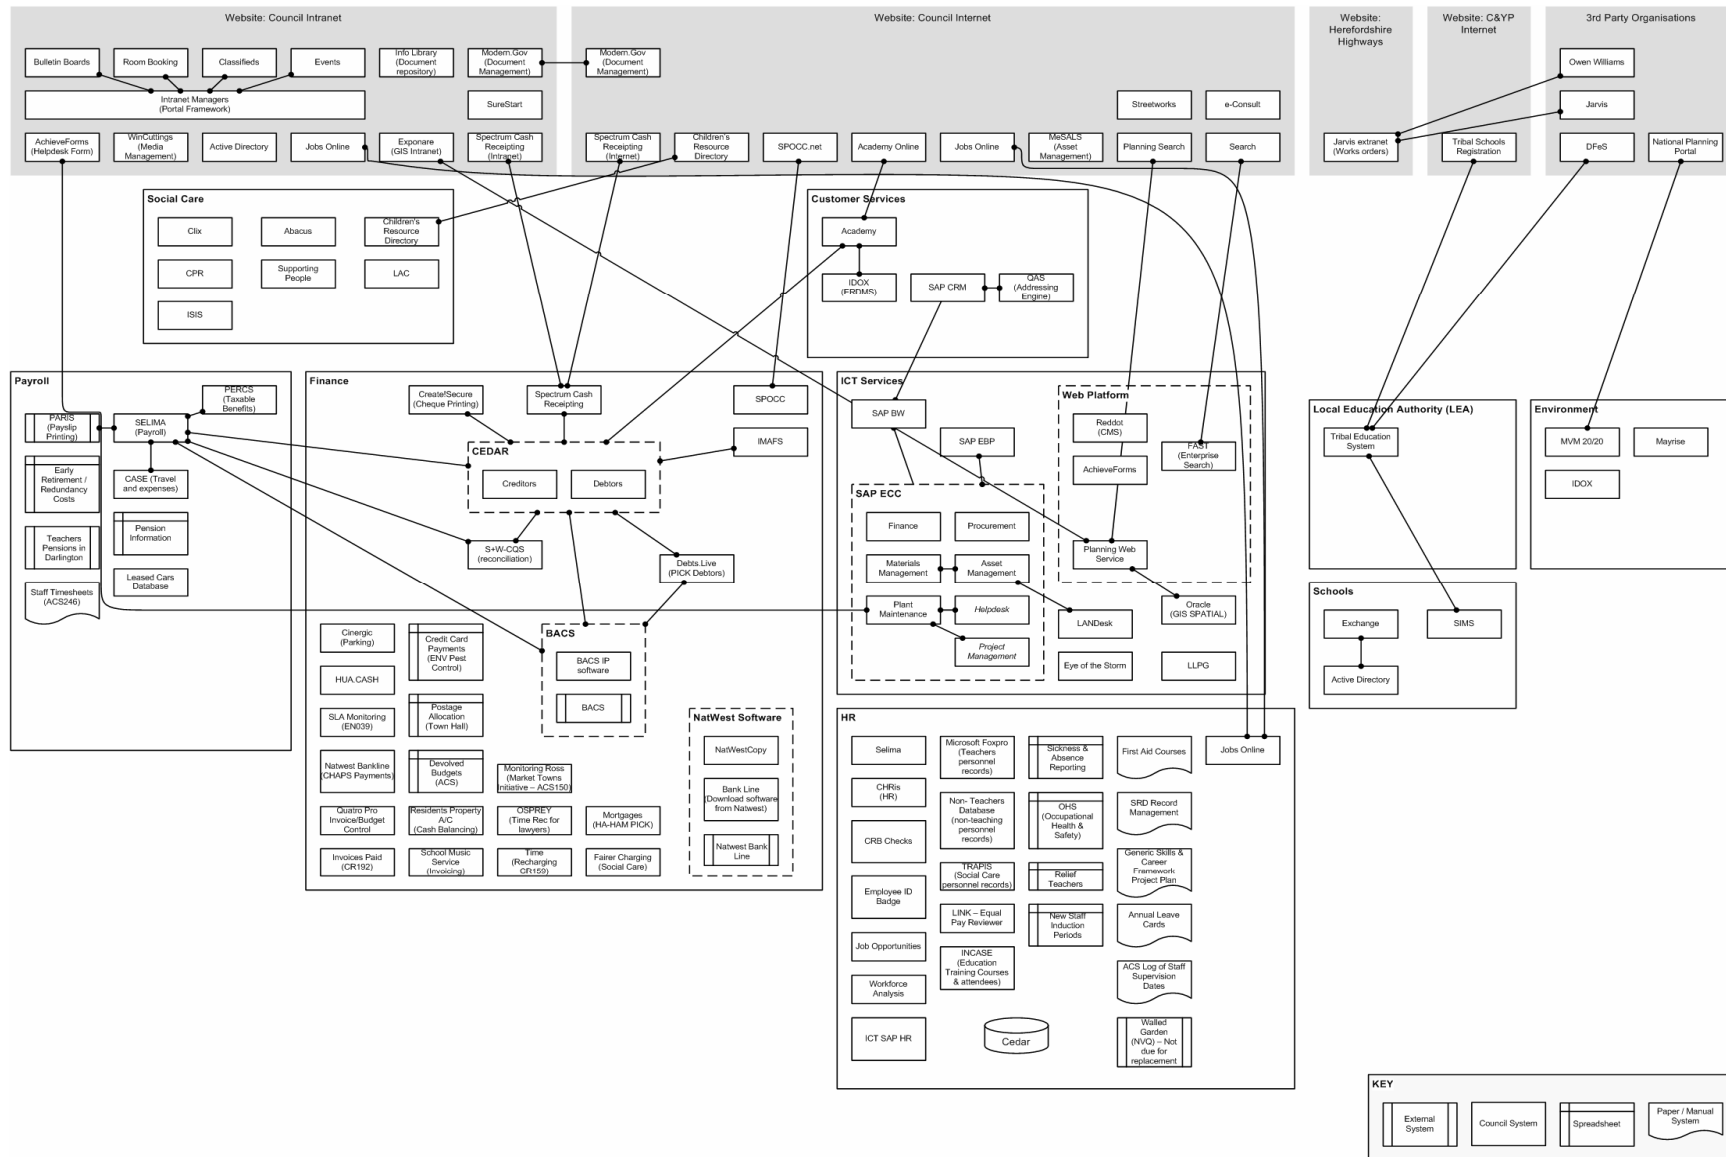 Website: Council Intranet
Bulletin Boards
Room Booking
Classifieds
Events
Info Library
(Document
repository)
Modern.Gov
(Document
Management)
Intranet Managers
(Portal Framework)
SureStart
AchieveForms
(Helpdesk Form)
WinCuttings
(Media
Management)
Active Directory
Jobs Online
Exponare
(GIS Intranet)
Spectrum Cash
Receipting
(Intranet)
Website: Council Internet
Modern.Gov
(Document
Management)
Streetworks
e-Consult
Spectrum Cash
Receipting
(Internet)
Children's
Resource
Directory
SPOCC.net
Academy Online
Jobs Online
MeSALS
(Asset
Management)
Planning Search
Search
Website:
Herefordshire
Highways
Jarvis extranet
(Works orders)
Website: C&YP
Internet
Tribal Schools
Registration
3rd Party Organisations
Owen Williams
Jarvis
DFeS
National Planning
Portal
Social Care
Clix
Abacus
Children's
Resource
Directory
CPR
Supporting
People
LAC
ISIS
Customer Services
Academy
IDOX
(ERDMS)
SAP CRM
QAS
(Addressing
Engine)
Payroll
PERCS
(Taxable
Benefits)
PARIS
(Payslip
Printing)
SELIMA
(Payroll)
Early
Retirement /
Redundancy
Costs
CASE (Travel
and expenses)
Teachers
Pensions in
Darlington
Pension
Information
Staff Timesheets
(ACS246)
Leased Cars
Database
Finance
Create!Secure
(Cheque Printing)
Spectrum Cash
Receipting
SPOCC
IMAFS
CEDAR
Creditors
Debtors
S+W-CQS
(reconciliation)
Debts.Live
(PICK Debtors)
Cinergic
(Parking)
Credit Card
Payments
(ENV Pest
Control)
BACS
BACS IP
software
BACS
HUA.CASH
SLA Monitoring
(EN039)
Postage
Allocation
(Town Hall)
Natwest Bankline
(CHAPS Payments)
Devolved
Budgets
(ACS)
Monitoring Ross
(Market Towns
initiative – ACS150)
Quatro Pro
Invoice/Budget
Control
Residents Property
A/C
(Cash Balancing)
OSPREY
(Time Rec for
lawyers)
Mortgages
(HA-HAM PICK)
Invoices Paid
(CR192)
School Music
Service
(Invoicing)
Time
(Recharging
CR159)
Fairer Charging
(Social Care)
NatWest Software
NatWestCopy
Bank Line
(Download software
from Natwest)
Natwest Bank
Line
ICT Services
SAP BW
SAP EBP
SAP ECC
Finance
Procurement
Materials
Management
Asset
Management
Plant
Maintenance
Helpdesk
Project
Management
Web Platform
Reddot
(CMS)
AchieveForms
FAST
(Enterprise
Search)
Planning Web
Service
LANDesk
Oracle
(GIS SPATIAL)
Eye of the Storm
LLPG
Local Education Authority (LEA)
Tribal Education
System
Environment
MVM 20/20
Mayrise
IDOX
Schools
Exchange
SIMS
Active Directory
HR
Selima
Microsoft Foxpro
(Teachers
personnel
records)
Sickness &
Absence
Reporting
First Aid Courses
Jobs Online
CHRis
(HR)
Non- Teachers
Database
(non-teaching
personnel
records)
OHS
(Occupational
Health &
Safety)
SRD Record
Management
CRB Checks
TRAPIS
(Social Care
personnel records)
Relief
Teachers
Generic Skills &
Career
Framework
Project Plan
Employee ID
Badge
LINK – Equal
Pay Reviewer
New Staff
Induction
Periods
Annual Leave
Cards
Job Opportunities
INCASE
(Education
Training Courses
& attendees)
ACS Log of Staff
Supervision
Dates
Workforce
Analysis
ICT SAP HR
Cedar
Walled
Garden
(NVQ) – Not
due for
replacement
KEY
External
System
Council System
Spreadsheet
Paper / Manual
System